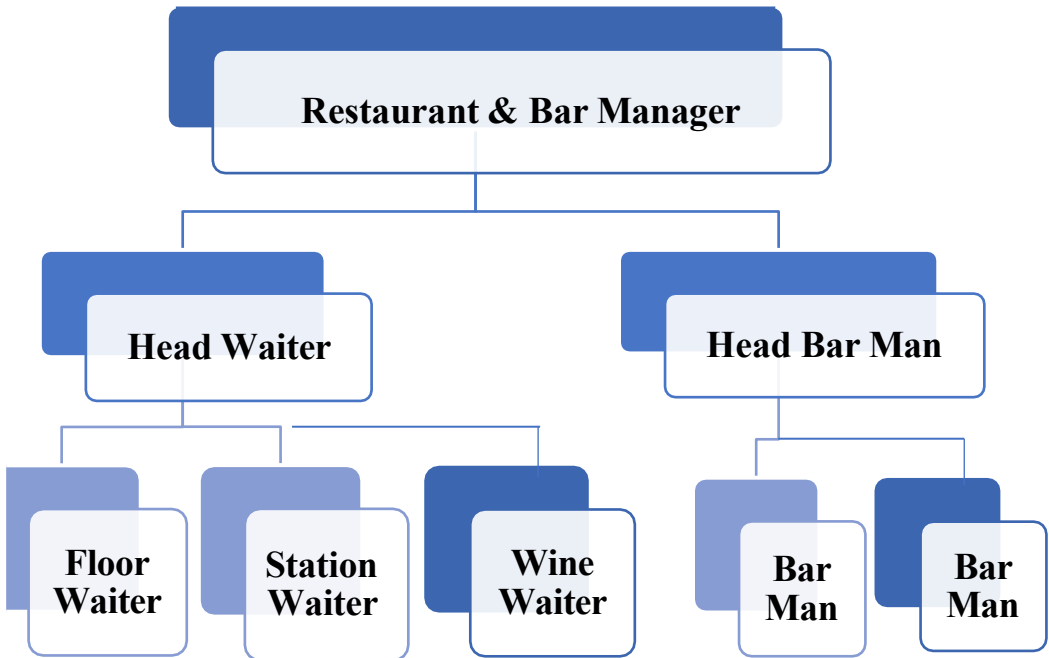 Restaurant & Bar Manager
Head Waiter
Head Bar Man
Floor
Waiter
Station
Waiter
Wine
Waiter
Bar
Man
Bar
Man